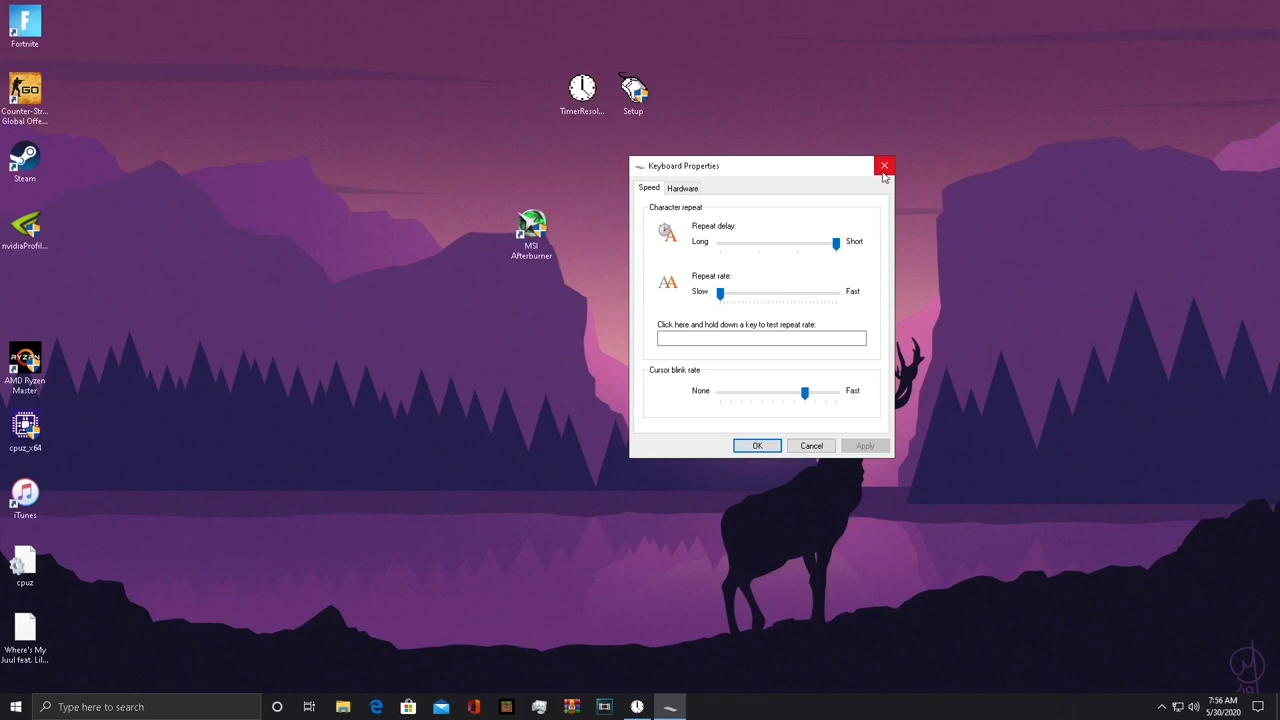 Fortnite
GO
Counter-Str...
Global Offe...
Steam
nvidiaProfil...
RYZEN
AMD Ryzen
Master
cpuz_x64
iTunes
cpuz
Where's My
Juul feat. Lil...
TimerResol...
Setup
MSI
Afterburner
Keyboard Properties
Speed
Hardware
Character repeat
Repeat delay:
Long
Short
Repeat rate:
Slow
Fast
Click here and hold down a key to test repeat rate:
Cursor blink rate
None
Fast
OK
Cancel
Apply
Type here to search
7:56 AM
5/30/2020